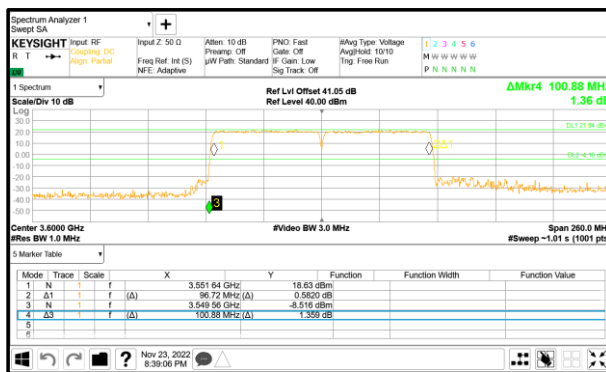 Spectrum Analyzer 1
Swept SA
KEYSIGHT Input: RF Input Z: 50 Ω Atten: 10 dB PNO: Fast #Avg Type: Voltage 1 2 3 4 5 6
R T Coupling: DC Preamp: Off Gate: Off Avg|Hold: 10/10 M W W W W W
Align: Partial Freq Ref: Int (S) µW Path: Standard IF Gain: Low Trig: Free Run
NFE: Adaptive Sig Track: Off P N N N N N
1 Spectrum Ref Lvl Offset 41.05 dB ΔMkr4 100.88 MHz
Scale/Div 10 dB Ref Level 40.00 dBm 1.36 dB
Log
30.0
20.0
10.0
0.00
-10.0
-20.0
-30.0
-40.0
-50.0
1
3
Center 3.6000 GHz #Video BW 3.0 MHz Span 260.0 MHz
#Res BW 1.0 MHz #Sweep ~1.01 s (1001 pts)
5 Marker Table
Mode Trace Scale X Y Function Function Width Function Value
1 N 1 f 3.551 64 GHz 18.63 dBm
2 Δ1 1 f (Δ) 96.72 MHz (Δ) 0.5820 dB
3 N 1 f 3.549 56 GHz -8.516 dBm
4 Δ3 1 f (Δ) 100.88 MHz (Δ) 1.359 dB
5
6
? Nov 23, 2022
8:39:06 PM